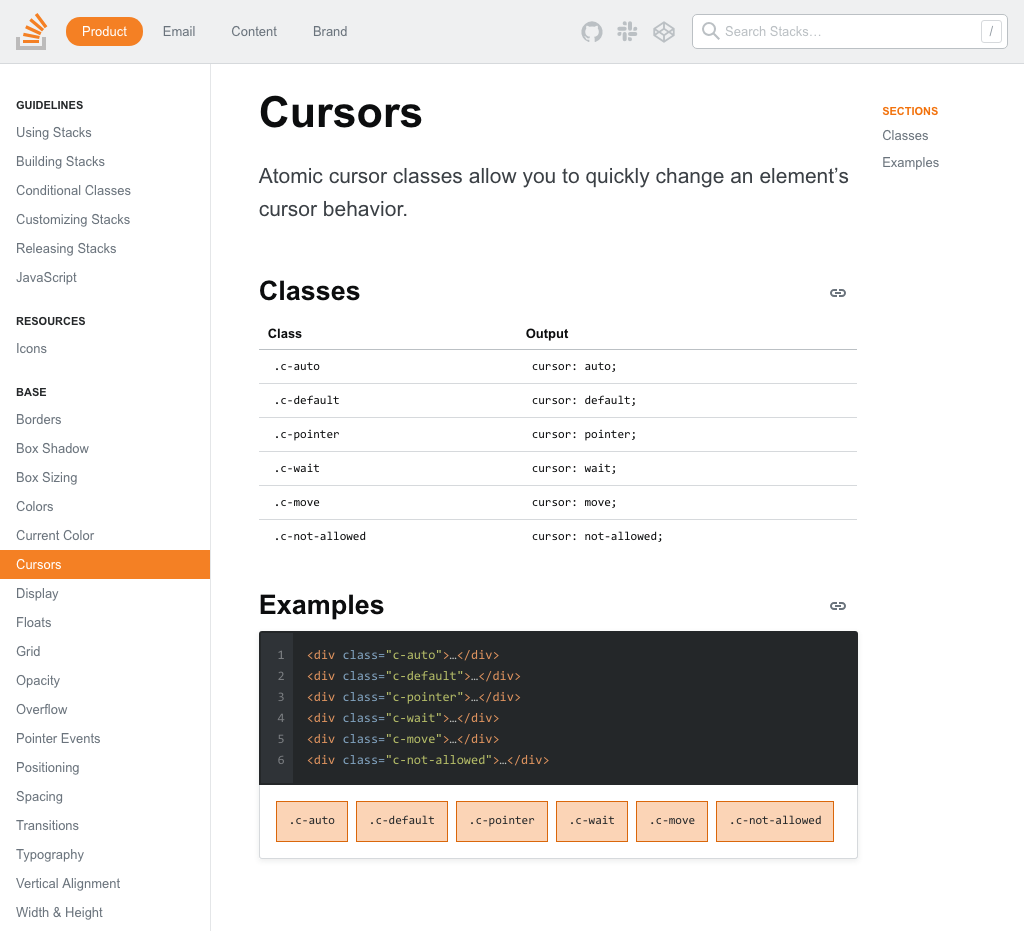 Product Email Content Brand Search Stacks… /
GUIDELINES
Using Stacks
Building Stacks
Conditional Classes
Customizing Stacks
Releasing Stacks
JavaScript
RESOURCES
Icons
BASE
Borders
Box Shadow
Box Sizing
Colors
Current Color
Cursors
Display
Floats
Grid
Opacity
Overflow
Pointer Events
Positioning
Spacing
Transitions
Typography
Vertical Alignment
Width & Height
Cursors
Atomic cursor classes allow you to quickly change an element’s
cursor behavior.
Classes
Class Output
.c-auto cursor: auto;
.c-default cursor: default;
.c-pointer cursor: pointer;
.c-wait cursor: wait;
.c-move cursor: move;
.c-not-allowed cursor: not-allowed;
Examples
1 <div class="c-auto">…</div>
2 <div class="c-default">…</div>
3 <div class="c-pointer">…</div>
4 <div class="c-wait">…</div>
5 <div class="c-move">…</div>
6 <div class="c-not-allowed">…</div>
.c-auto .c-default .c-pointer .c-wait .c-move .c-not-allowed
SECTIONS
Classes
Examples